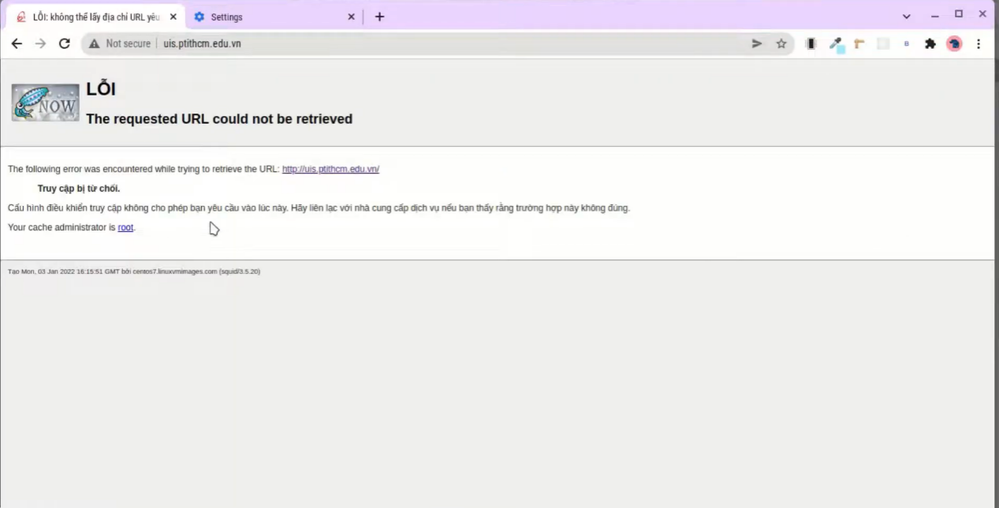 LỖI: không thể lấy địa chỉ URL yêu
Settings
Not secure
uis.ptithcm.edu.vn
B
NOW
LỖI
The requested URL could not be retrieved
The following error was encountered while trying to retrieve the URL: http://uis.ptithcm.edu.vn/
Truy cập bị từ chối.
Cấu hình điều khiển truy cập không cho phép bạn yêu cầu vào lúc này. Hãy liên lạc với nhà cung cấp dịch vụ nếu bạn thấy rằng trường hợp này không đúng.
Your cache administrator is root.
Tạo Mon, 03 Jan 2022 16:15:51 GMT bởi centos7.linuxvmimages.com (squid/3.5.20)